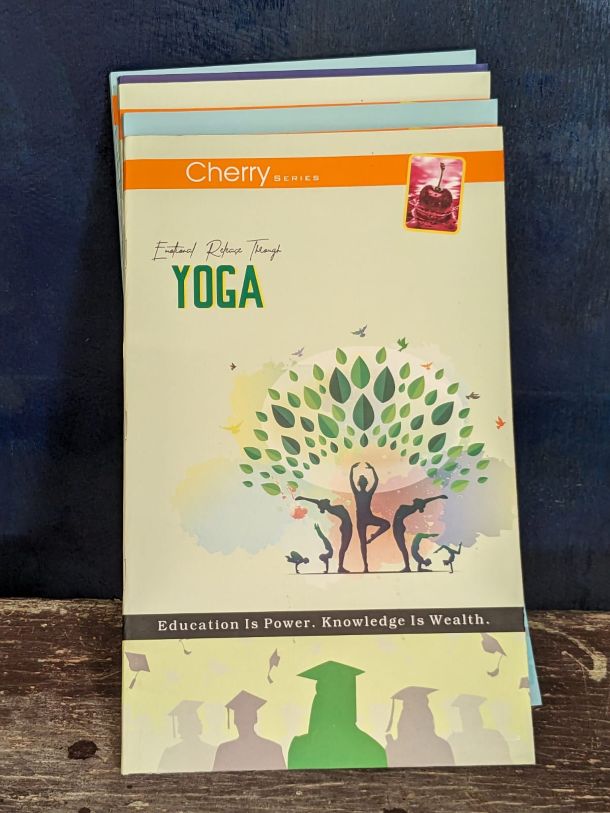 Cherry SERIES
Emotional Release Through
YOGA
Education Is Power. Knowledge Is Wealth.